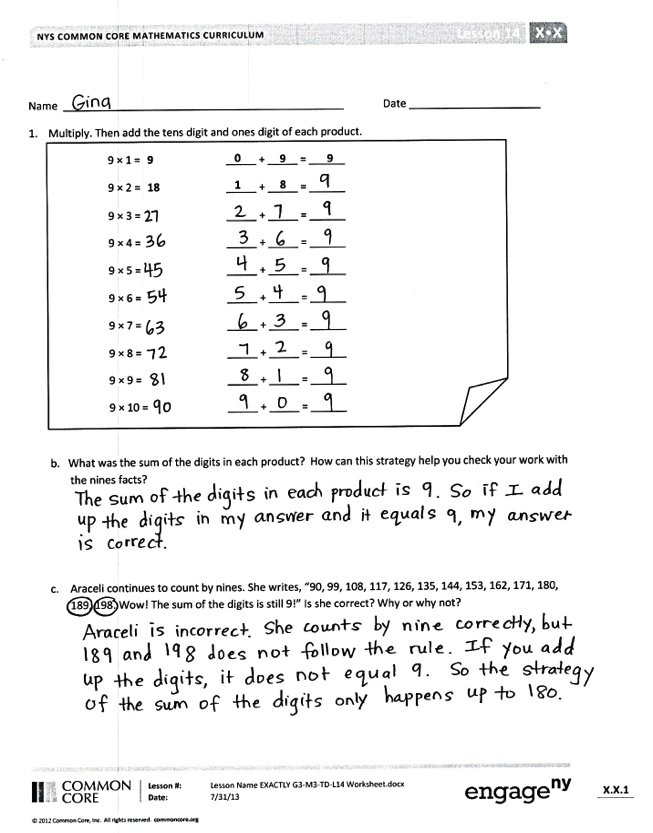 NYS COMMON CORE MATHEMATICS CURRICULUM Lesson 14 X•X
Name Gina Date
1. Multiply. Then add the tens digit and ones digit of each product.
9 x 1 = 9 0 + 9 = 9
9 x 2 = 18 1 + 8 = 9
9 x 3 = 27 2 + 7 = 9
9 x 4 = 36 3 + 6 = 9
9 x 5 = 45 4 + 5 = 9
9 x 6 = 54 5 + 4 = 9
9 x 7 = 63 6 + 3 = 9
9 x 8 = 72 7 + 2 = 9
9 x 9 = 81 8 + 1 = 9
9 x 10 = 90 9 + 0 = 9
b. What was the sum of the digits in each product? How can this strategy help you check your work with
the nines facts?
The sum of the digits in each product is 9. So if I add
up the digits in my answer and it equals 9, my answer
is correct.
c. Araceli continues to count by nines. She writes, "90, 99, 108, 117, 126, 135, 144, 153, 162, 171, 180,
189, 198. Wow! The sum of the digits is still 9!" Is she correct? Why or why not?
Araceli is incorrect. She counts by nine correctly, but
189 and 198 does not follow the rule. If you add
up the digits, it does not equal 9. So the strategy
of the sum of the digits only happens up to 180.
COMMON CORE
Lesson #: Lesson Name EXACTLY G3-M3-TD-L14 Worksheet.docx
Date: 7/31/13
engageny
X.X.1
© 2012 Common Core, Inc. All rights reserved. commoncore.org